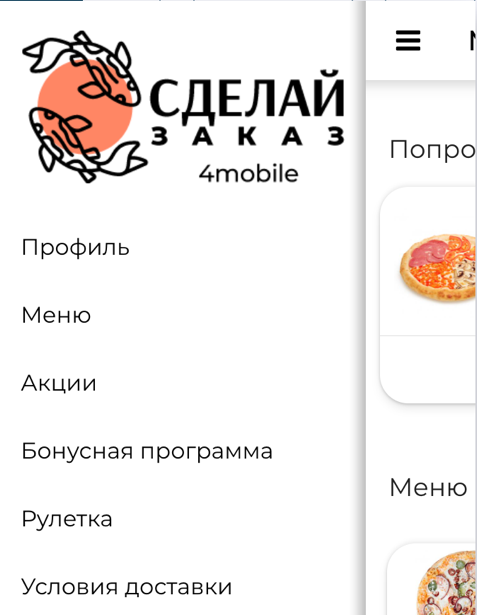 СДЕЛАЙ
ЗАКАЗ
4mobile
Профиль
Меню
Акции
Бонусная программа
Рулетка
Условия доставки
Попро
Меню